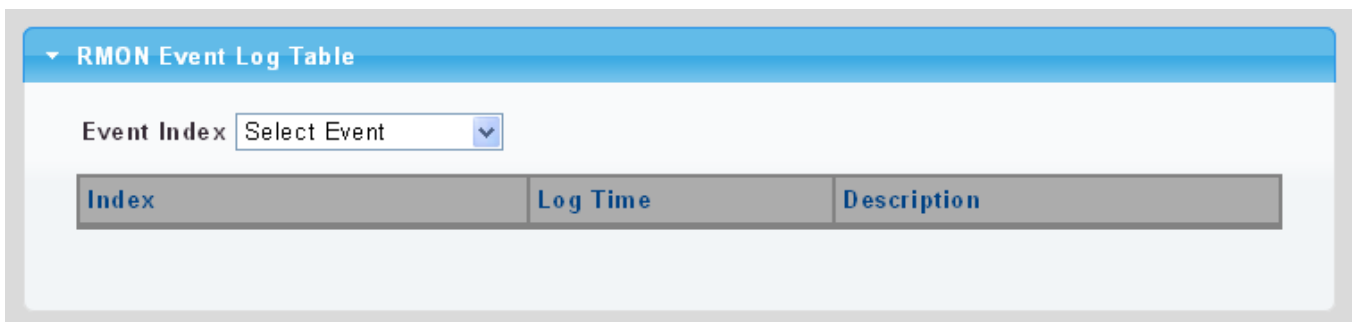 RMON Event Log Table
Event Index Select Event
Index Log Time Description